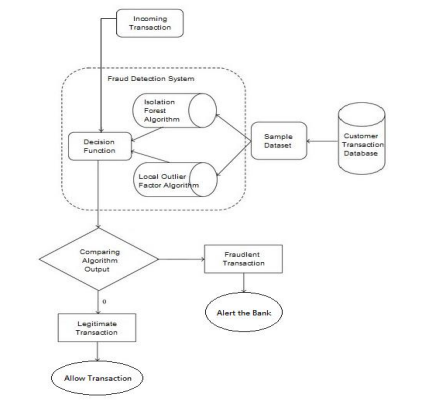 Incoming
Transaction
Fraud Detection System
Isolation
Forest
Algorithm
Decision
Function
Sample
Dataset
Customer
Transaction
Database
Local Outlier
Factor Algorithm
Comparing
Algorithm
Output
Fraudlent
Transaction
0
Alert the Bank
Legitimate
Transaction
Allow Transaction